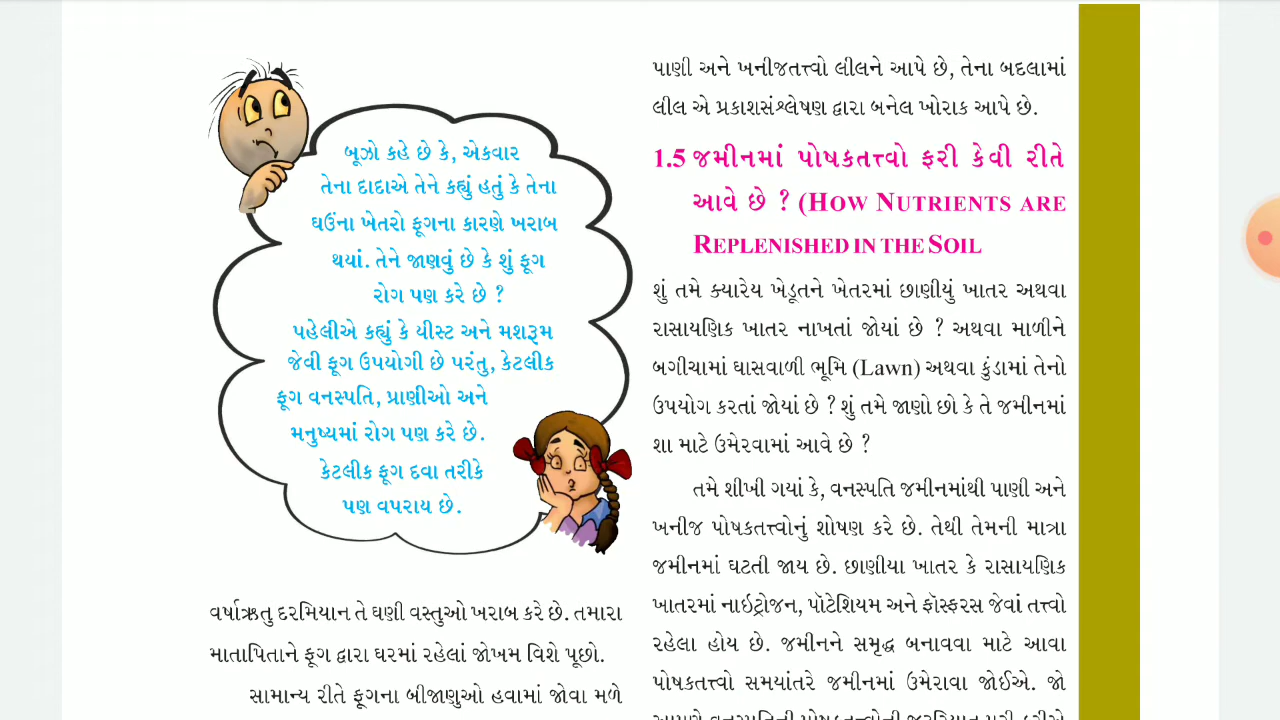 બૂઝો કહે છે કે, એકવાર
તેના દાદાએ તેને કહ્યું હતું કે તેના
ઘઉંના ખેતરો ફૂગના કારણે ખરાબ
થયાં. તેને જાણવું છે કે શું ફૂગ
રોગ પણ કરે છે ?
પહેલીએ કહ્યું કે યીસ્ટ અને મશરૂમ
જેવી ફૂગ ઉપયોગી છે પરંતુ, કેટલીક
ફૂગ વનસ્પતિ, પ્રાણીઓ અને
મનુષ્યમાં રોગ પણ કરે છે.
કેટલીક ફૂગ દવા તરીકે
પણ વપરાય છે.
વર્ષાઋતુ દરમિયાન તે ઘણી વસ્તુઓ ખરાબ કરે છે. તમારા
માતાપિતાને ફૂગ દ્વારા ઘરમાં રહેલાં જોખમ વિશે પૂછો.
સામાન્ય રીતે ફૂગના બીજાણુઓ હવામાં જોવા મળે
પાણી અને ખનીજતત્ત્વો લીલને આપે છે, તેના બદલામાં
લીલ એ પ્રકાશસંશ્લેષણ દ્વારા બનેલ ખોરાક આપે છે.
1.5 જમીનમાં પોષકતત્ત્વો ફરી કેવી રીતે
આવે છે ? (HOW NUTRIENTS ARE
REPLENISHED IN THE SOIL
શું તમે ક્યારેય ખેડૂતને ખેતરમાં છાણીયું ખાતર અથવા
રાસાયણિક ખાતર નાખતાં જોયાં છે ? અથવા માળીને
બગીચામાં ઘાસવાળી ભૂમિ (Lawn) અથવા કુંડામાં તેનો
ઉપયોગ કરતાં જોયાં છે ? શું તમે જાણો છો કે તે જમીનમાં
શા માટે ઉમેરવામાં આવે છે ?
તમે શીખી ગયાં કે, વનસ્પતિ જમીનમાંથી પાણી અને
ખનીજ પોષકતત્ત્વોનું શોષણ કરે છે. તેથી તેમની માત્રા
જમીનમાં ઘટતી જાય છે. છાણીયા ખાતર કે રાસાયણિક
ખાતરમાં નાઇટ્રોજન, પૉટેશિયમ અને ફૉસ્ફરસ જેવાં તત્ત્વો
રહેલા હોય છે. જમીનને સમૃદ્ધ બનાવવા માટે આવા
પોષકતત્ત્વો સમયાંતરે જમીનમાં ઉમેરાવા જોઈએ. જો